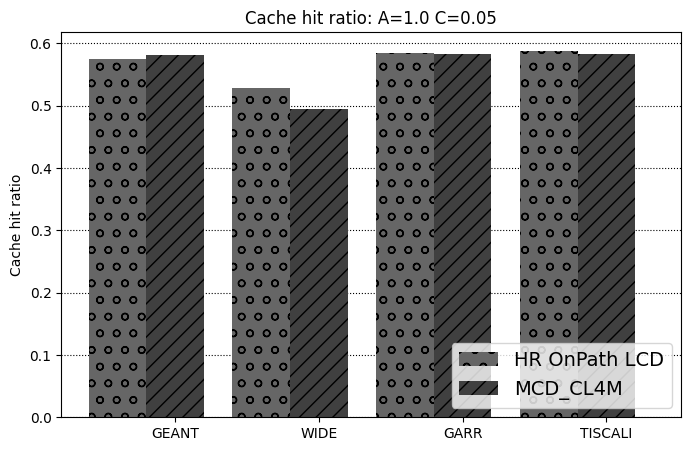 Cache hit ratio: A=1.0 C=0.05
Cache hit ratio
0.6
0.5
0.4
0.3
0.2
0.1
0.0
HR OnPath LCD
MCD_CL4M
GEANT WIDE GARR TISCALI